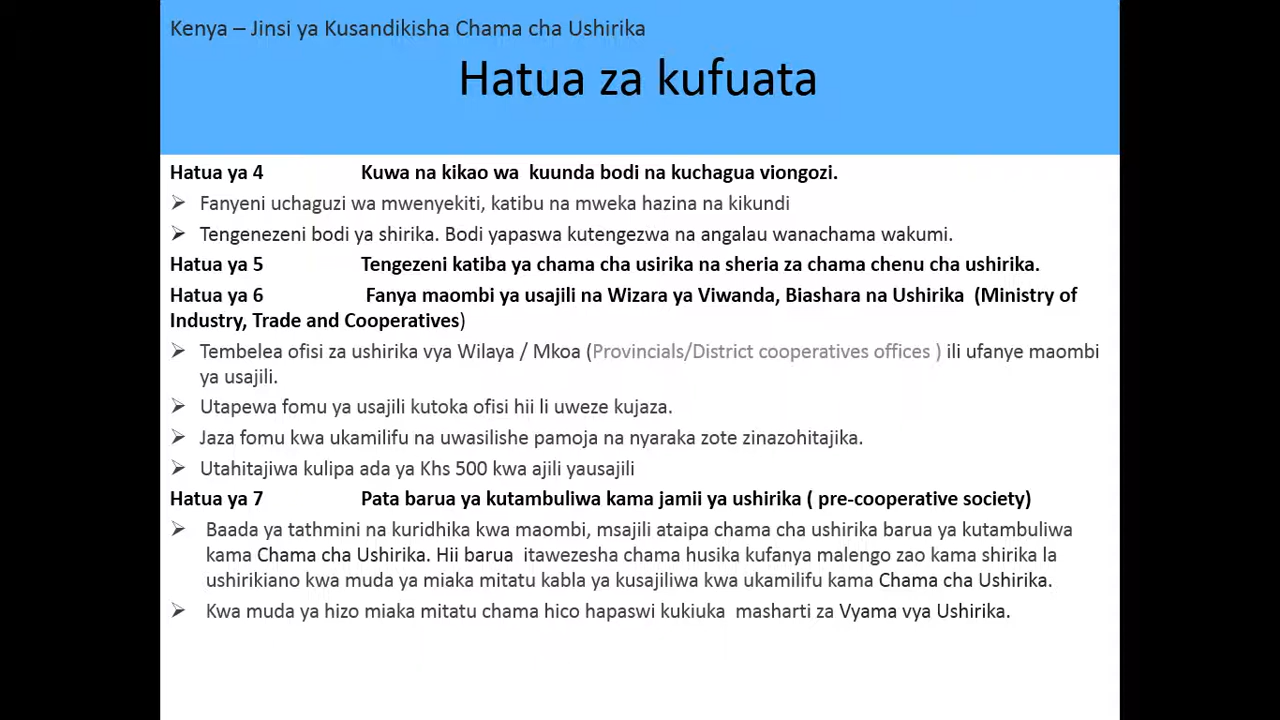 Kenya – Jinsi ya Kusandikisha Chama cha Ushirika
Hatua za kufuata
Hatua ya 4 Kuwa na kikao wa kuunda bodi na kuchagua viongozi.
Fanyeni uchaguzi wa mwenyekiti, katibu na mweka hazina na kikundi
Tengenezeni bodi ya shirika. Bodi yapaswa kutengezwa na angalau wanachama wakumi.
Hatua ya 5 Tengezeni katiba ya chama cha usirika na sheria za chama chenu cha ushirika.
Hatua ya 6 Fanya maombi ya usajili na Wizara ya Viwanda, Biashara na Ushirika (Ministry of
Industry, Trade and Cooperatives)
Tembelea ofisi za ushirika vya Wilaya / Mkoa (Provincials/District cooperatives offices ) ili ufanye maombi
ya usajili.
Utapewa fomu ya usajili kutoka ofisi hii li uweze kujaza.
Jaza fomu kwa ukamilifu na uwasilishe pamoja na nyaraka zote zinazohitajika.
Utahitajiwa kulipa ada ya Khs 500 kwa ajili yausajili
Hatua ya 7 Pata barua ya kutambuliwa kama jamii ya ushirika ( pre-cooperative society)
Baada ya tathmini na kuridhika kwa maombi, msajili ataipa chama cha ushirika barua ya kutambuliwa
kama Chama cha Ushirika. Hii barua itawezesha chama husika kufanya malengo zao kama shirika la
ushirikiano kwa muda ya miaka mitatu kabla ya kusajiliwa kwa ukamilifu kama Chama cha Ushirika.
Kwa muda ya hizo miaka mitatu chama hico hapaswi kukiuka masharti za Vyama vya Ushirika.